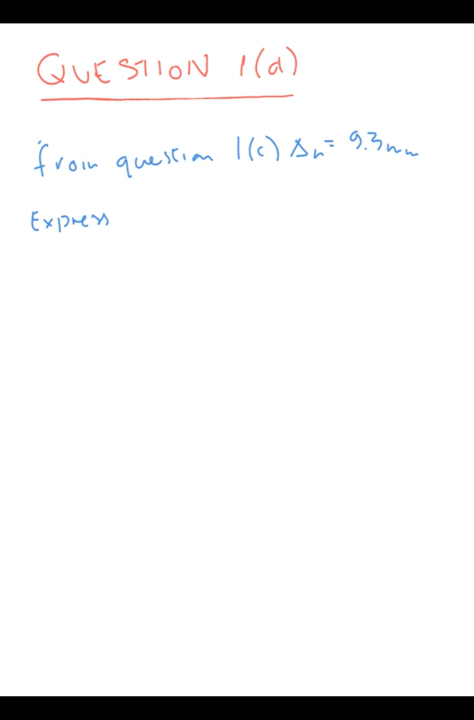 QUESTION 1(d)
from question 1(c) Δn = 9.3mm
Express